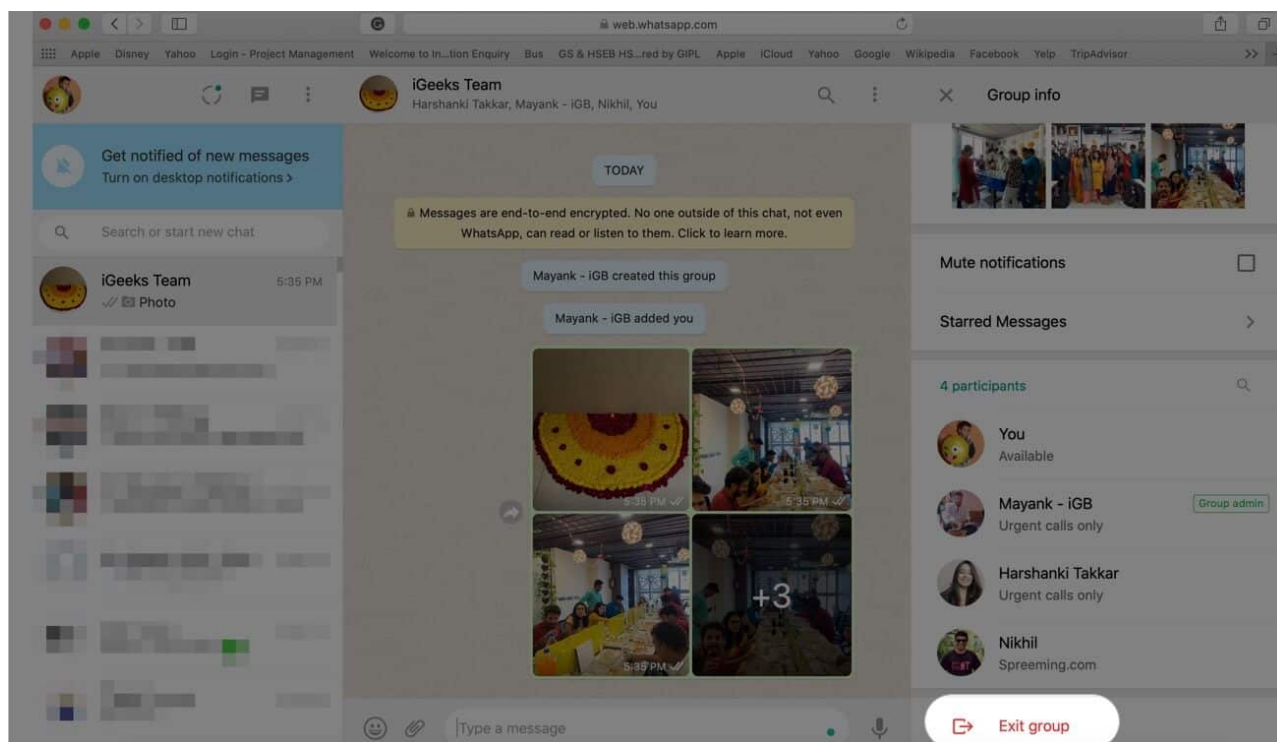 web.whatsapp.com
Apple Disney Yahoo Login - Project Management Welcome to In...tion Enquiry Bus GS & HSEB HS...red by GIPL Apple iCloud Yahoo Google Wikipedia Facebook Yelp TripAdvisor >>
iGeeks Team
Harshanki Takkar, Mayank - iGB, Nikhil, You
Group info
Get notified of new messages
Turn on desktop notifications >
Search or start new chat
iGeeks Team 5:35 PM
Photo
TODAY
Messages are end-to-end encrypted. No one outside of this chat, not even
WhatsApp, can read or listen to them. Click to learn more.
Mayank - iGB created this group
Mayank - iGB added you
5:35 PM
5:35 PM
5:35 PM
+3
Type a message
Mute notifications
Starred Messages
4 participants
You
Available
Mayank - iGB Group admin
Urgent calls only
Harshanki Takkar
Urgent calls only
Nikhil
Spreeming.com
Exit group